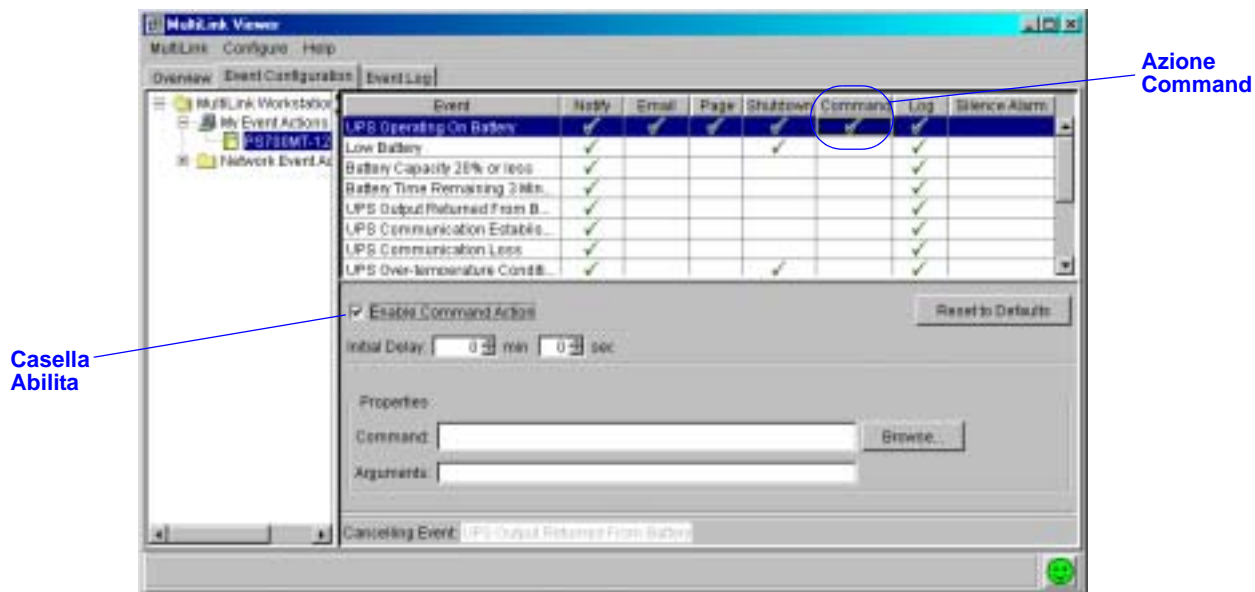 MultiLink Viewer
MultiLink Configure Help
Overview Event Configuration Event Log
Azione
Command
MultiLink Workstation
My Event Actions
PS700MT-12
Network Event Ac
Event Notify Email Page Shutdown Command Log Silence Alarm
UPS Operating On Battery
Low Battery
Battery Capacity 20% or less
Battery Time Remaining 3 Min...
UPS Output Returned From B...
UPS Communication Establis...
UPS Communication Loss
UPS Over-temperature Conditi...
Enable Command Action
Reset to Defaults
Initial Delay: 0 min 0 sec
Casella
Abilita
Properties
Command:
Browse...
Arguments:
Cancelling Event: UPS Output Returned From Battery